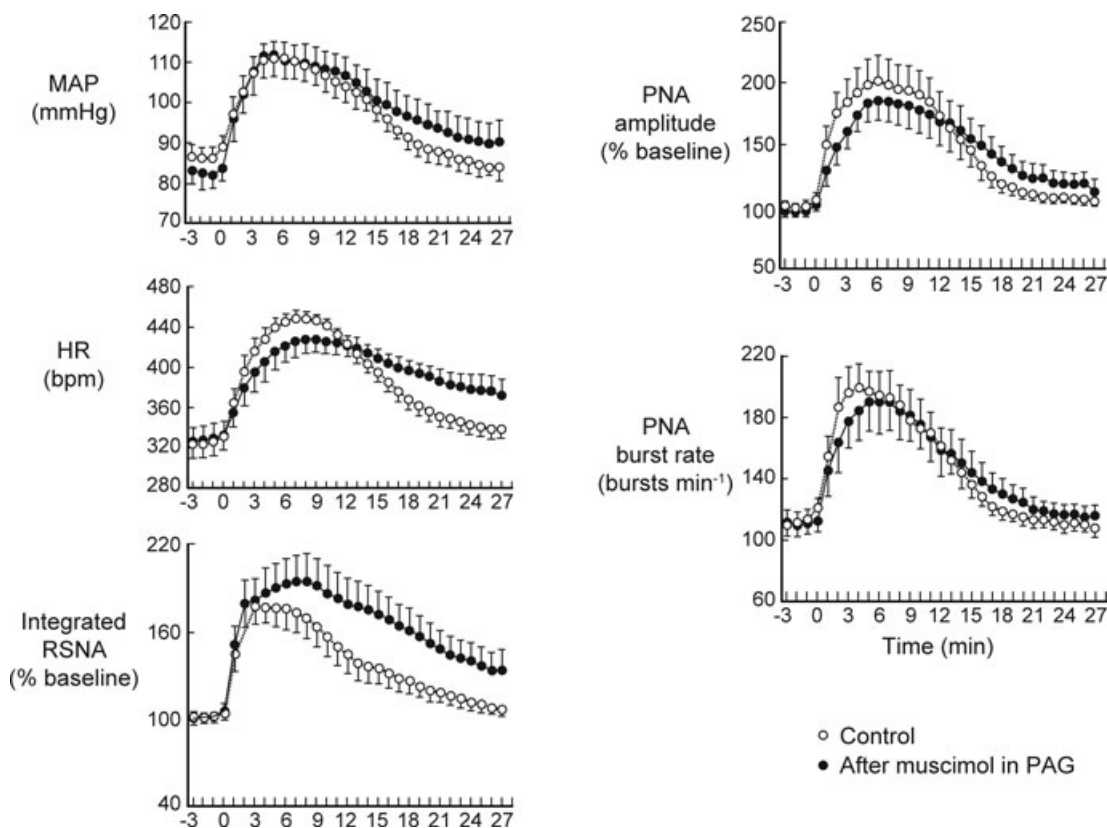 MAP
(mmHg)
120
110
100
90
80
70
-3 0 3 6 9 12 15 18 21 24 27
HR
(bpm)
480
440
400
360
320
280
-3 0 3 6 9 12 15 18 21 24 27
Integrated
RSNA
(% baseline)
220
160
100
40
-3 0 3 6 9 12 15 18 21 24 27
PNA
amplitude
(% baseline)
250
200
150
100
50
-3 0 3 6 9 12 15 18 21 24 27
PNA
burst rate
(bursts min-1)
220
180
140
100
60
-3 0 3 6 9 12 15 18 21 24 27
Time (min)
Control
After muscimol in PAG